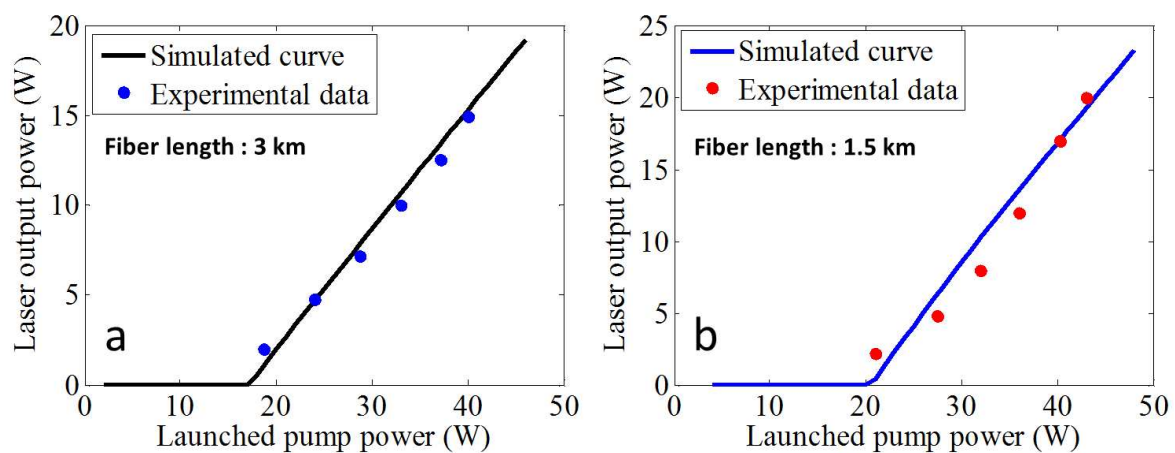 20
15
10
5
0
Laser output power (W)
Simulated curve
Experimental data
Fiber length : 3 km
a
0
10
20
30
40
50
Launched pump power (W)
25
20
15
10
5
0
Laser output power (W)
Simulated curve
Experimental data
Fiber length : 1.5 km
b
0
10
20
30
40
50
Launched pump power (W)